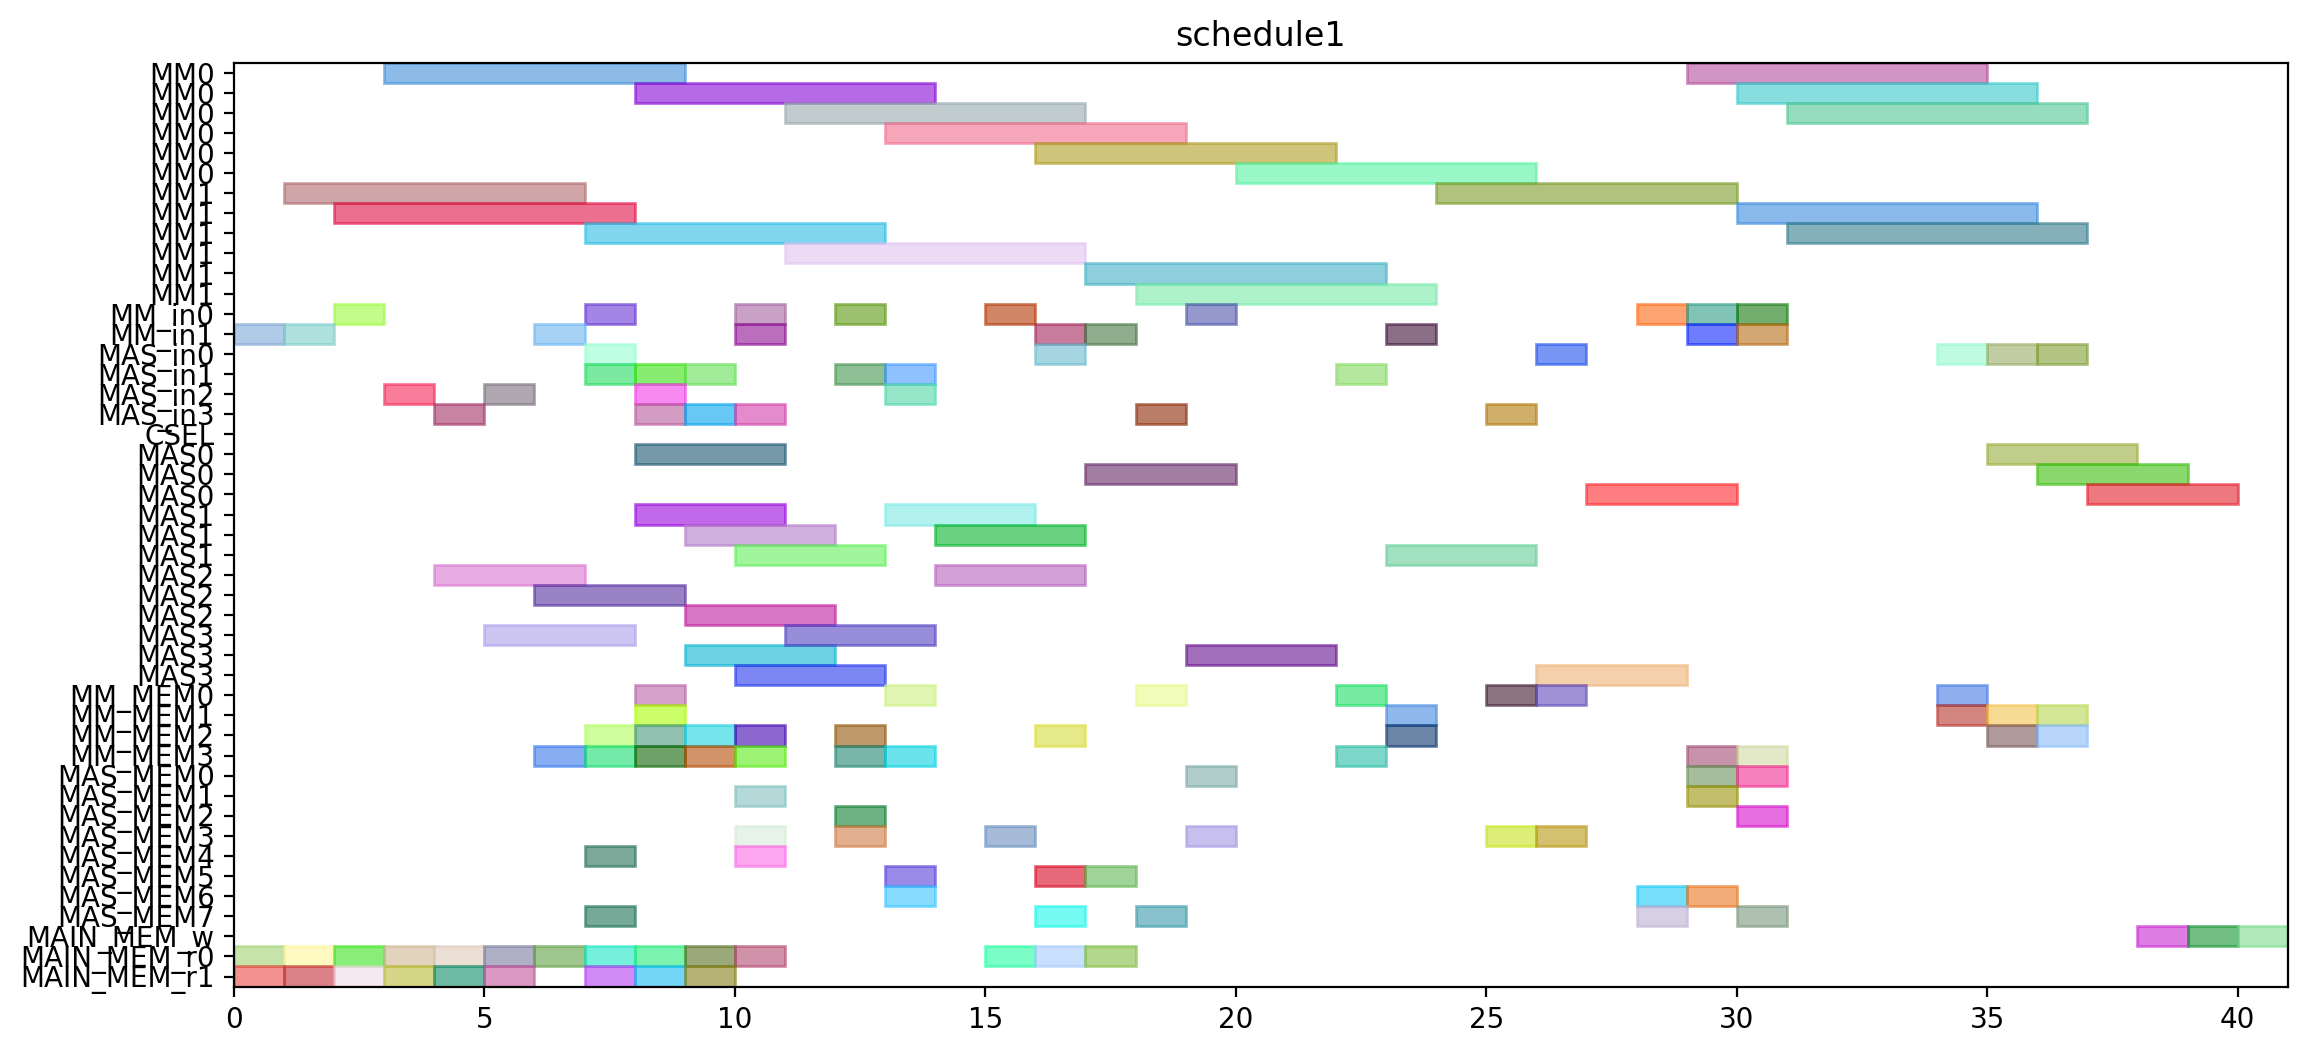 schedule1
MM0
MM0
MM0
MM0
MM0
MM0
MM1
MM1
MM1
MM1
MM1
MM1
MM_in0
MM_in1
MAS_in0
MAS_in1
MAS_in2
MAS_in3
CSEL
MAS0
MAS0
MAS0
MAS1
MAS1
MAS1
MAS2
MAS2
MAS2
MAS3
MAS3
MAS3
MM_MEM0
MM_MEM1
MM_MEM2
MM_MEM3
MAS_MEM0
MAS_MEM1
MAS_MEM2
MAS_MEM3
MAS_MEM4
MAS_MEM5
MAS_MEM6
MAS_MEM7
MAIN_MEM_w
MAIN_MEM_r0
MAIN_MEM_r1
0 5 10 15 20 25 30 35 40